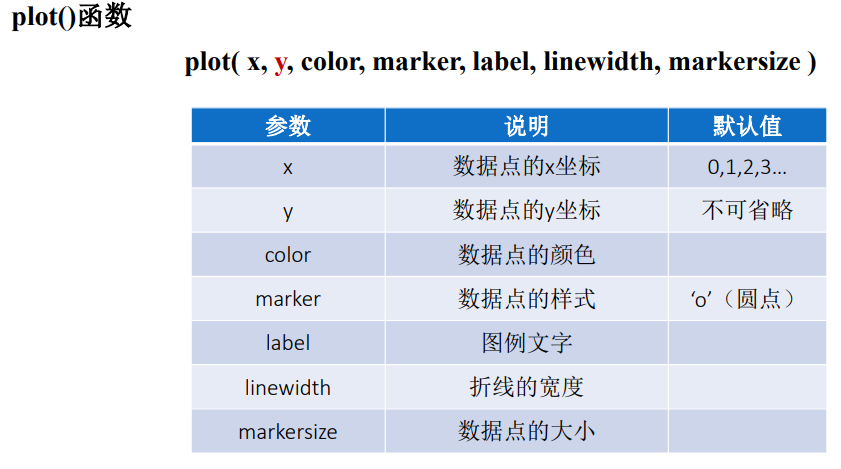 plot()函数
plot( x, y, color, marker, label, linewidth, markersize )
参数 说明 默认值
x 数据点的x坐标 0,1,2,3…
y 数据点的y坐标 不可省略
color 数据点的颜色
marker 数据点的样式 ‘o’（圆点）
label 图例文字
linewidth 折线的宽度
markersize 数据点的大小